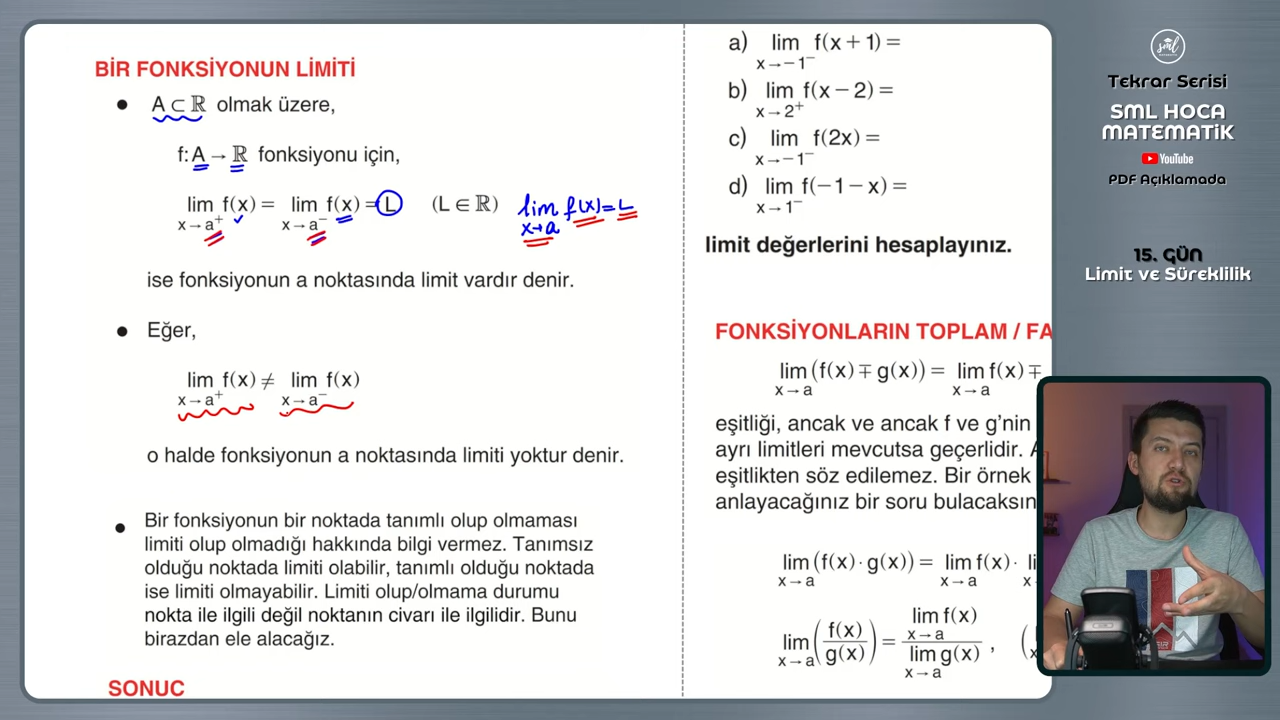 BİR FONKSİYONUN LİMİTİ
• A ⊂ ℝ olmak üzere,
f: A → ℝ fonksiyonu için,
lim f(x) = lim f(x) = L (L ∈ ℝ) lim f(x) = L
x→a⁺ x→a⁻ x→a
ise fonksiyonun a noktasında limit vardır denir.
• Eğer,
lim f(x) ≠ lim f(x)
x→a⁺ x→a⁻
o halde fonksiyonun a noktasında limiti yoktur denir.
• Bir fonksiyonun bir noktada tanımlı olup olmaması
limiti olup olmadığı hakkında bilgi vermez. Tanımsız
olduğu noktada limiti olabilir, tanımlı olduğu noktada
ise limiti olmayabilir. Limiti olup/olmama durumu
nokta ile ilgili değil noktanın civarı ile ilgilidir. Bunu
birazdan ele alacağız.
SONUC
a) lim f(x + 1) =
x→−1⁻
b) lim f(x − 2) =
x→2⁺
c) lim f(2x) =
x→−1⁻
d) lim f(−1 − x) =
x→1⁻
limit değerlerini hesaplayınız.
FONKSİYONLARIN TOPLAM / FA
lim (f(x) ∓ g(x)) = lim f(x) ∓
x→a x→a
eşitliği, ancak ve ancak f ve g'nin
ayrı limitleri mevcutsa geçerlidir. A
eşitlikten söz edilemez. Bir örnek
anlayacağınız bir soru bulacaksın
lim (f(x) · g(x)) = lim f(x) · li
x→a x→a x
lim (f(x)/g(x)) = lim f(x) / lim g(x) , (
x→a x→a x→a
sml
Tekrar Serisi
SML HOCA
MATEMATİK
YouTube
PDF Açıklamada
15. GÜN
Limit ve Süreklilik